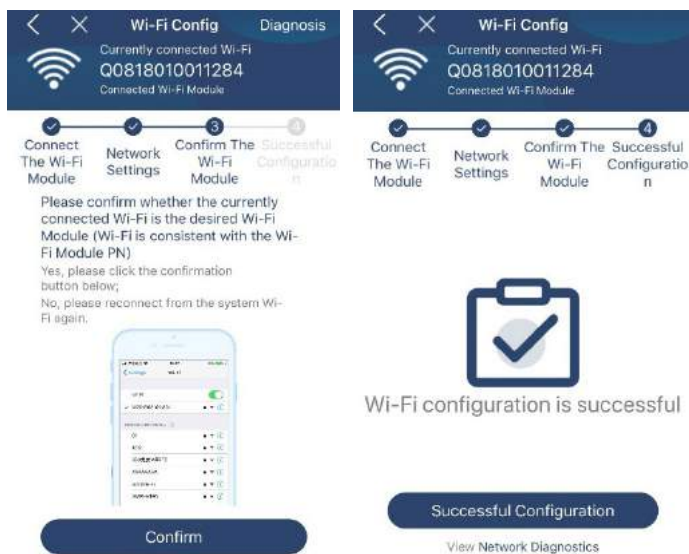 Wi-Fi Config
Diagnosis
Currently connected Wi-Fi
Q0818010011284
Connected Wi-Fi Module
3
4
Connect
The Wi-Fi
Module
Network
Settings
Confirm The
Wi-Fi
Module
Successful
Configuratio
n
Please confirm whether the currently
connected Wi-Fi is the desired Wi-
Fi Module (Wi-Fi is consistent with the Wi-
Fi Module PN)
Yes, please click the confirmation
button below;
No, please reconnect from the system Wi-
Fi again.
Confirm
Wi-Fi Config
Currently connected Wi-Fi
Q0818010011284
Connected Wi-Fi Module
4
Connect
The Wi-Fi
Module
Network
Settings
Confirm The
Wi-Fi
Module
Successful
Configuratio
n
Wi-Fi configuration is successful
Successful Configuration
View Network Diagnostics